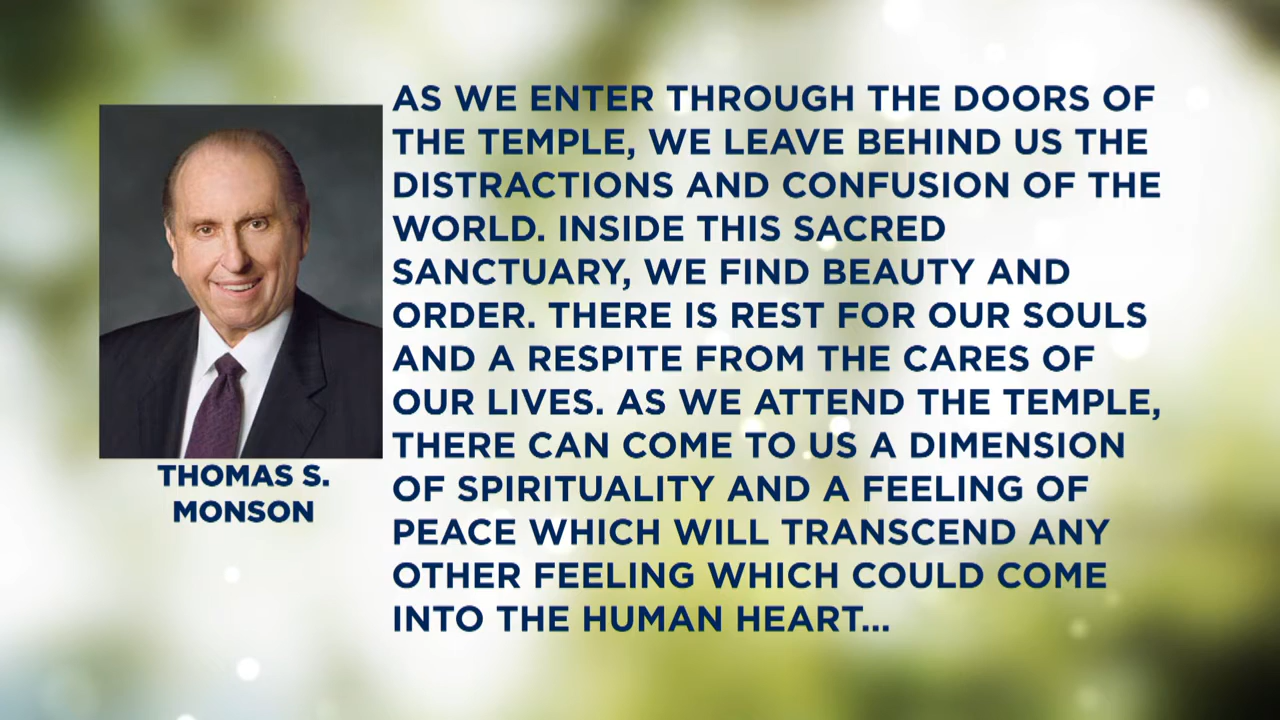 AS WE ENTER THROUGH THE DOORS OF
THE TEMPLE, WE LEAVE BEHIND US THE
DISTRACTIONS AND CONFUSION OF THE
WORLD. INSIDE THIS SACRED
SANCTUARY, WE FIND BEAUTY AND
ORDER. THERE IS REST FOR OUR SOULS
AND A RESPITE FROM THE CARES OF
OUR LIVES. AS WE ATTEND THE TEMPLE,
THERE CAN COME TO US A DIMENSION
OF SPIRITUALITY AND A FEELING OF
PEACE WHICH WILL TRANSCEND ANY
OTHER FEELING WHICH COULD COME
INTO THE HUMAN HEART...
THOMAS S.
MONSON